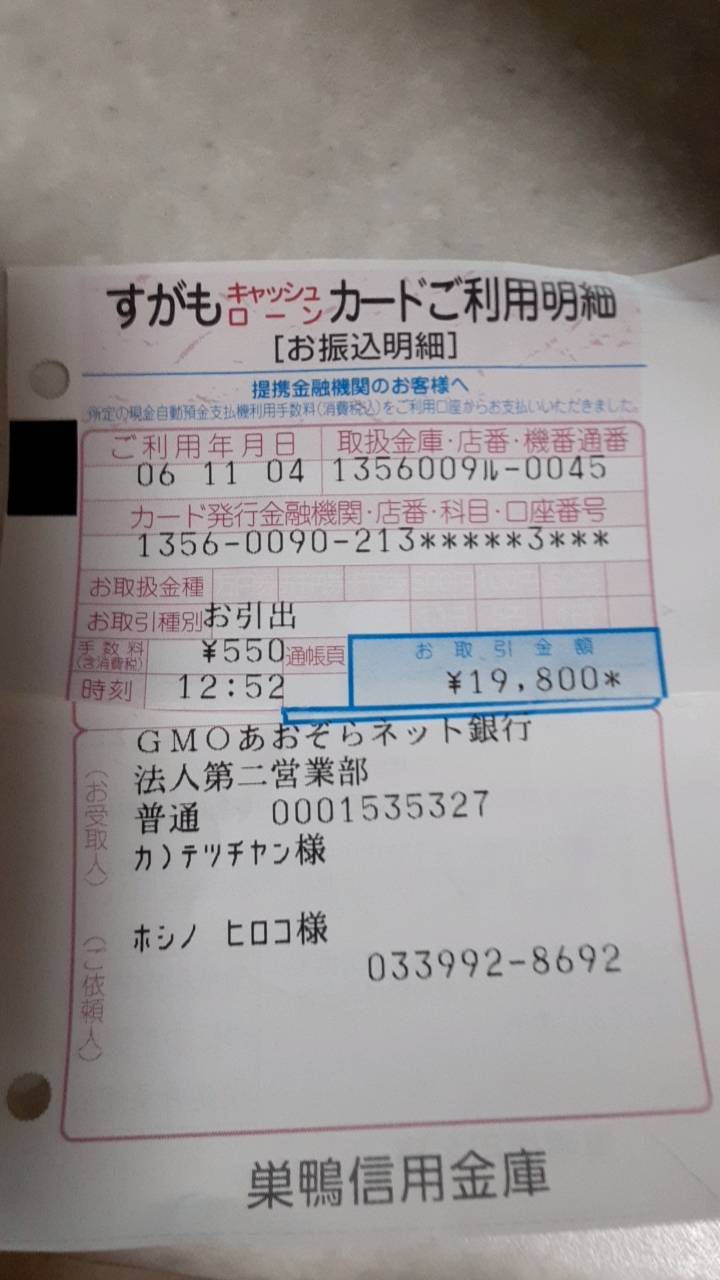 すがもキャッシュローンカードご利用明細
[お振込明細]
提携金融機関のお客様へ
所定の現金自動預金支払機利用手数料(消費税込)をご利用口座からお支払いいただきました。
ご利用年月日 取扱金庫・店番・機番通番
06 11 04 1356009ル-0045
カード発行金融機関・店番・科目・口座番号
1356-0090-213*****3***
お取扱金種
お取引種別 お引出
手数料(含消費税) ¥550 通帳頁 お取引金額
時刻 12:52 ¥19,800*
GMOあおぞらネット銀行
法人第二営業部
普通 0001535327
カ)テツチヤン様
(お受取人)
ホシノ ヒロコ様
033992-8692
(ご依頼人)
巣鴨信用金庫